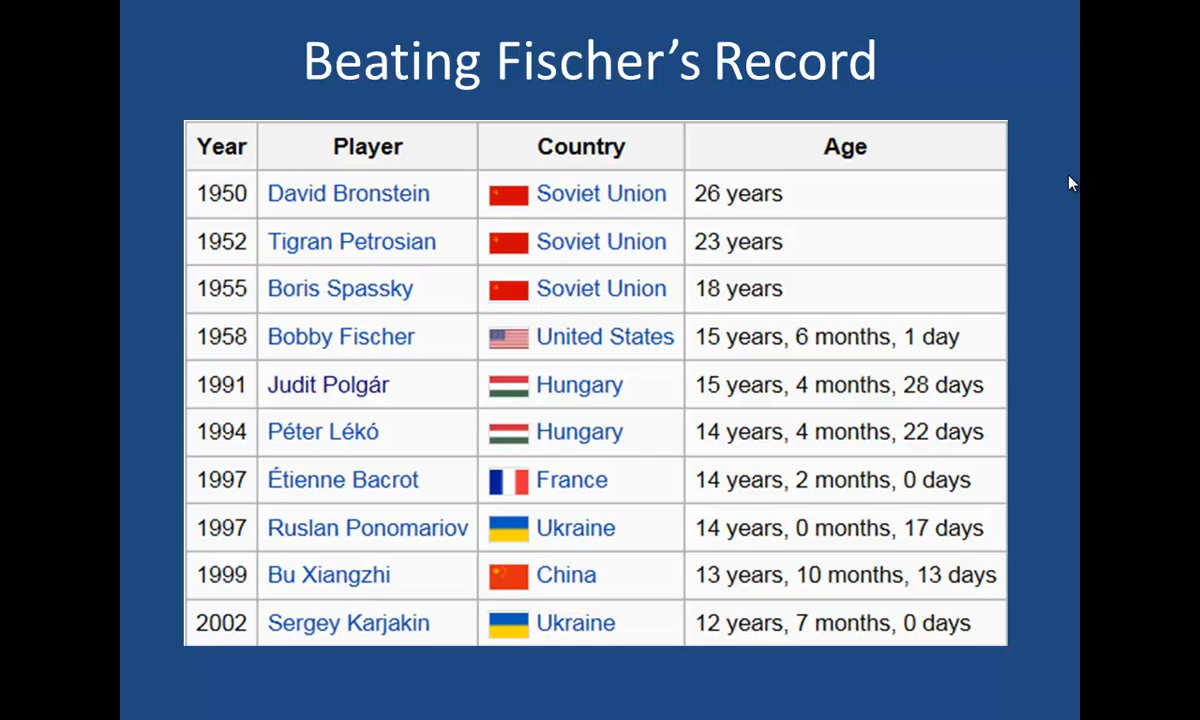 Beating Fischer’s Record
Year Player Country Age
1950 David Bronstein Soviet Union 26 years
1952 Tigran Petrosian Soviet Union 23 years
1955 Boris Spassky Soviet Union 18 years
1958 Bobby Fischer United States 15 years, 6 months, 1 day
1991 Judit Polgár Hungary 15 years, 4 months, 28 days
1994 Péter Lékó Hungary 14 years, 4 months, 22 days
1997 Étienne Bacrot France 14 years, 2 months, 0 days
1997 Ruslan Ponomariov Ukraine 14 years, 0 months, 17 days
1999 Bu Xiangzhi China 13 years, 10 months, 13 days
2002 Sergey Karjakin Ukraine 12 years, 7 months, 0 days